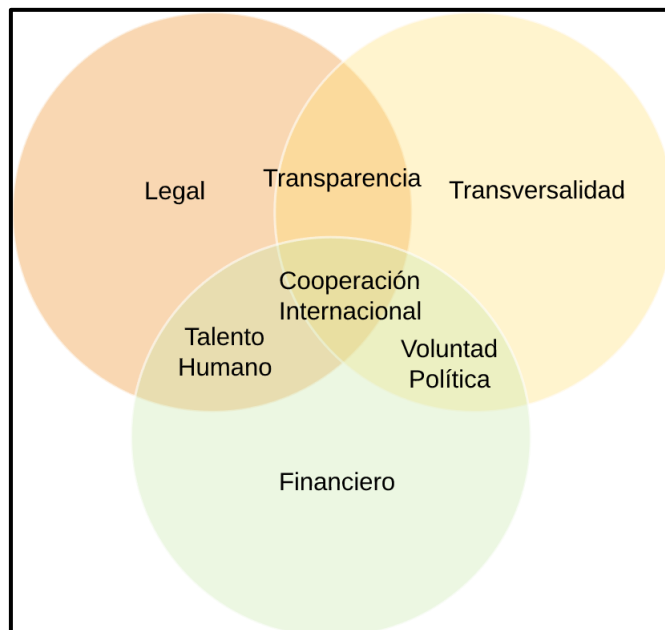 Legal
Transparencia
Transversalidad
Cooperación
Internacional
Talento
Humano
Voluntad
Política
Financiero